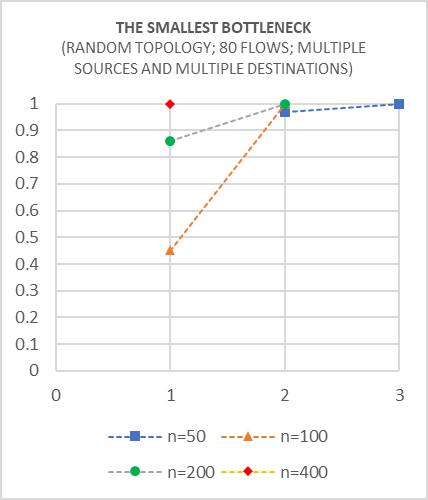 THE SMALLEST BOTTLENECK
(RANDOM TOPOLOGY; 80 FLOWS; MULTIPLE
SOURCES AND MULTIPLE DESTINATIONS)
1
0.9
0.8
0.7
0.6
0.5
0.4
0.3
0.2
0.1
0
0 1 2 3
n=50 n=100
n=200 n=400